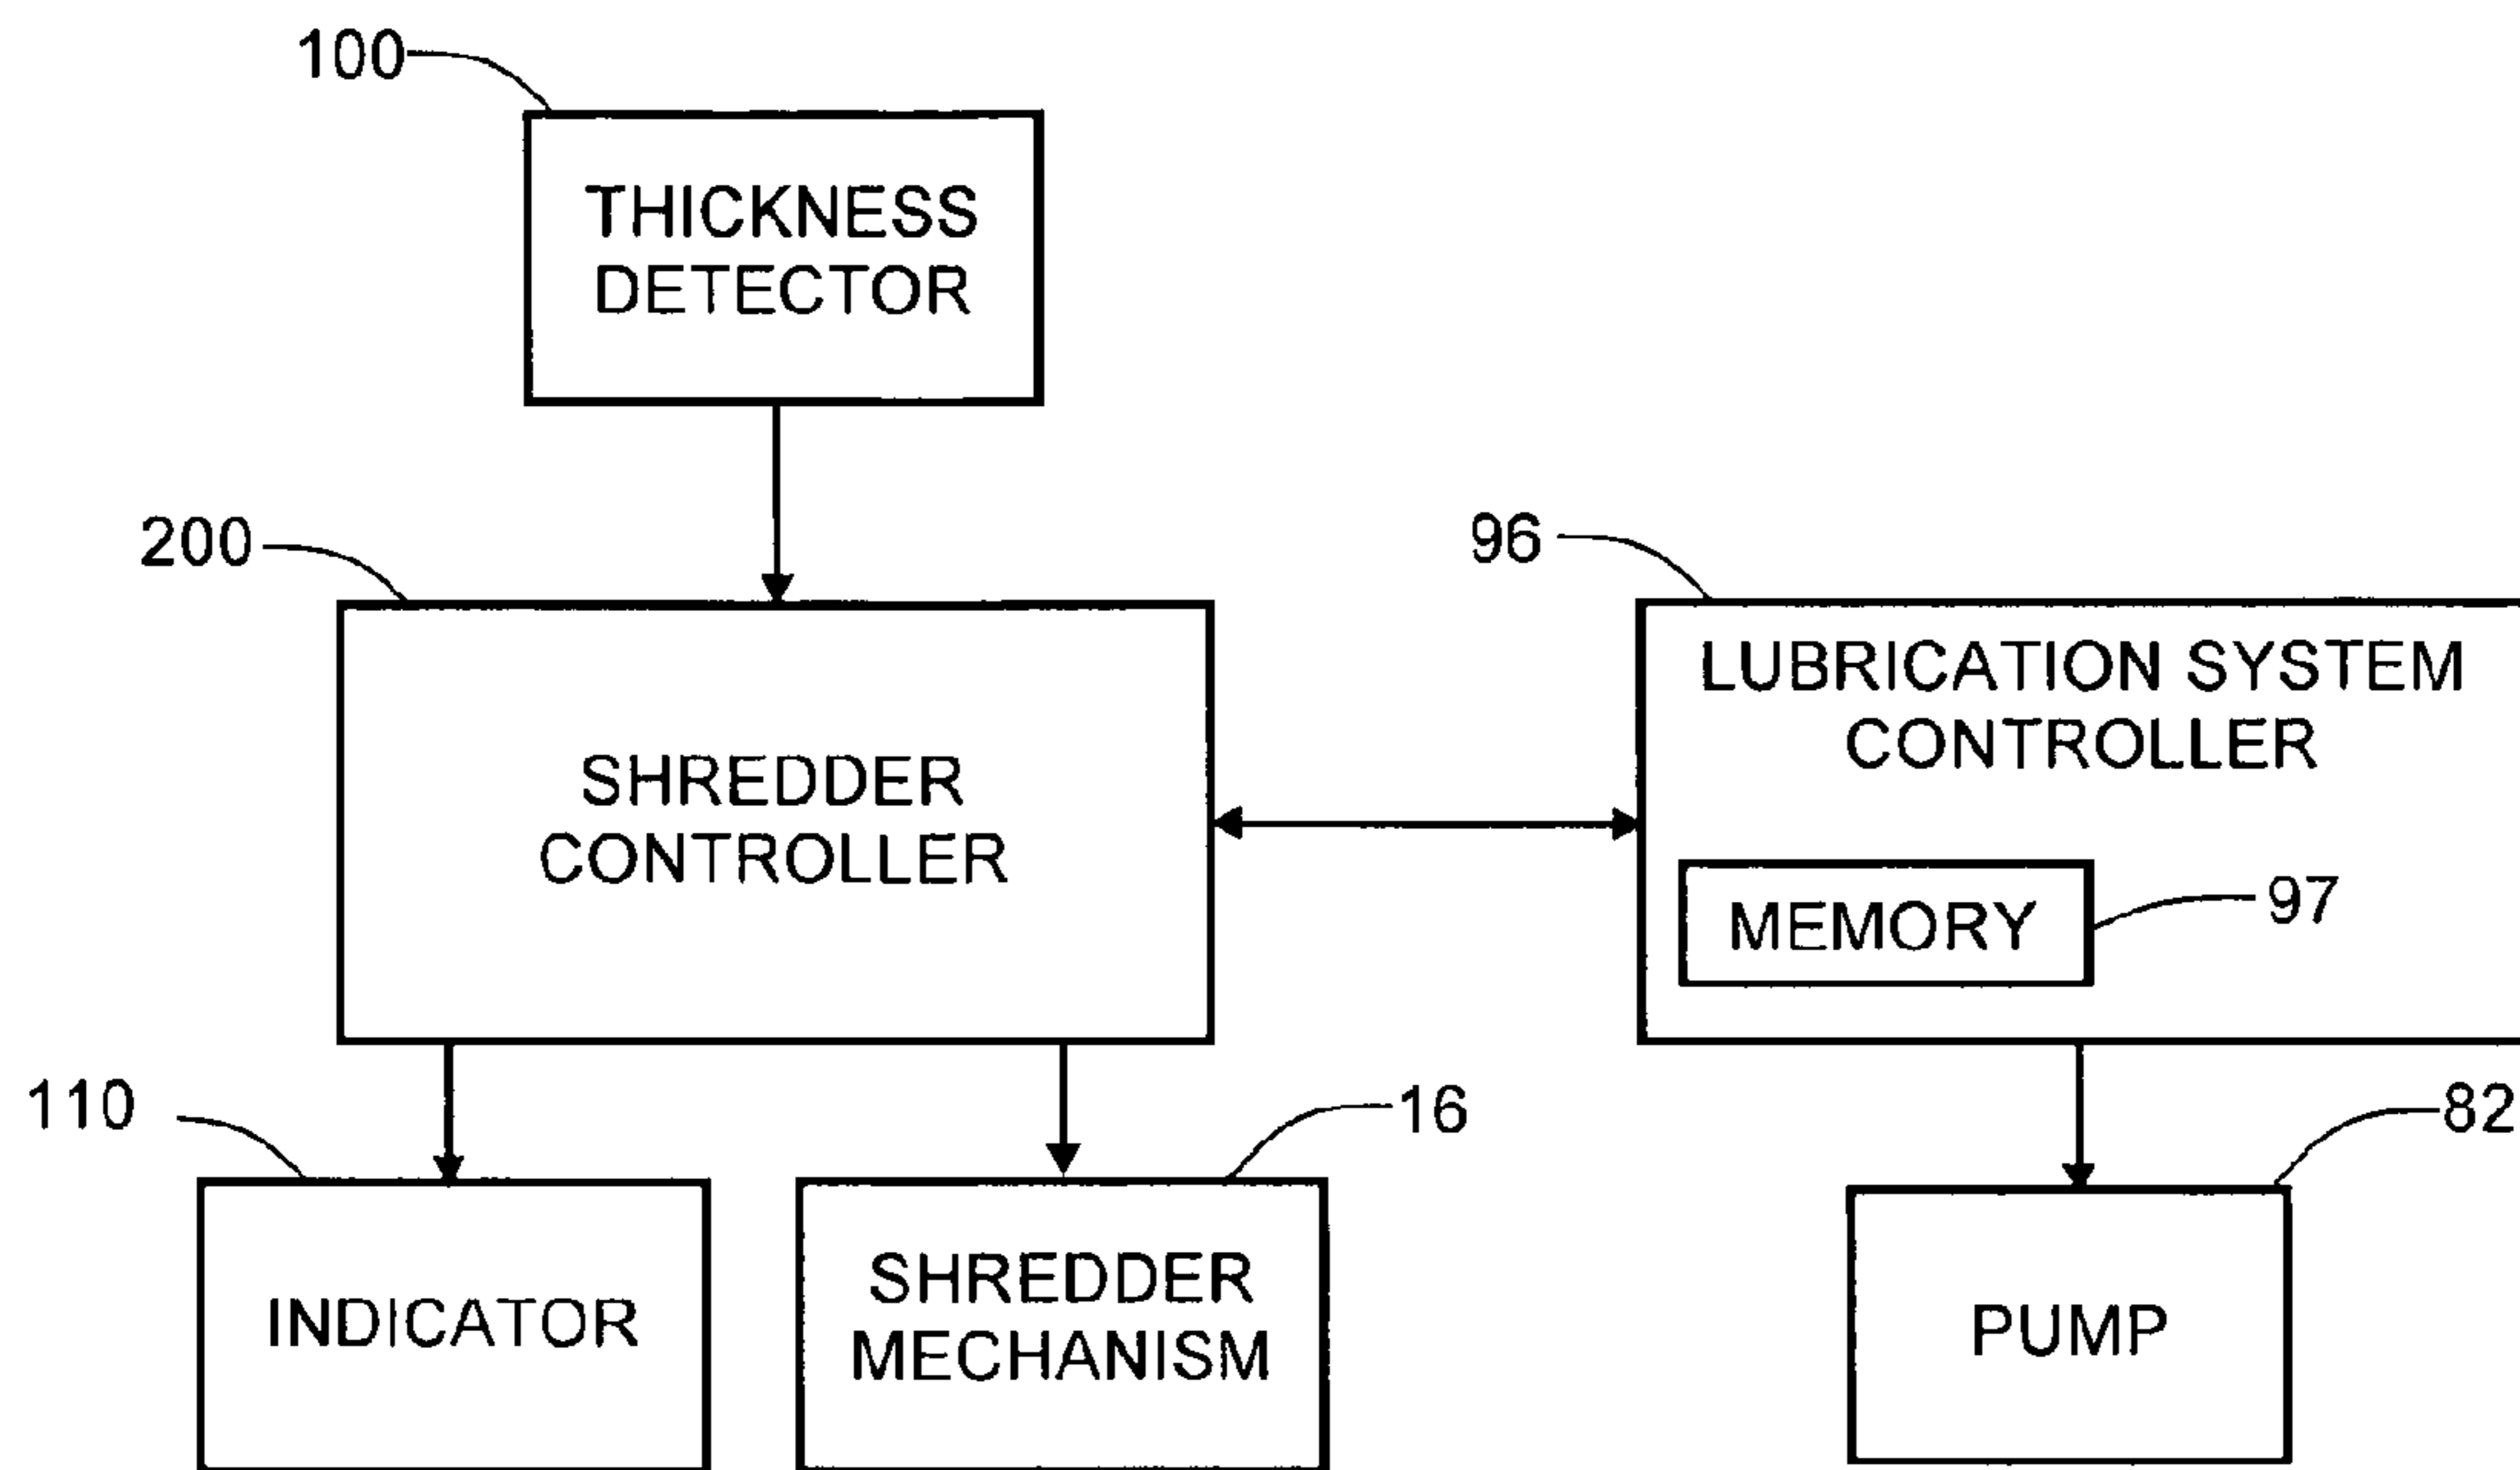 100
THICKNESS
DETECTOR
200
96
SHREDDER
CONTROLLER
LUBRICATION SYSTEM
CONTROLLER
MEMORY
97
110
16
82
INDICATOR
SHREDDER
MECHANISM
PUMP